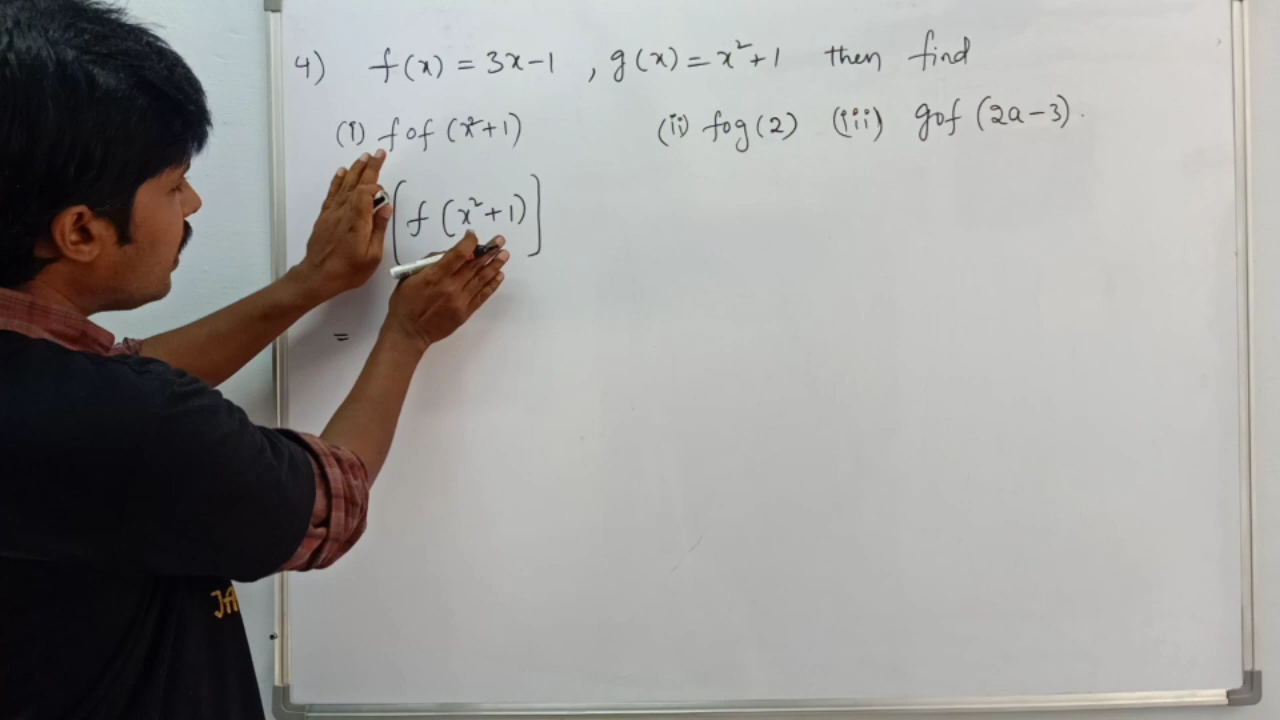 4) f(x) = 3x-1 , g(x) = x²+1 then find
(i) fof (x²+1) (ii) fog(2) (iii) gof (2a-3).
[f (x²+1)]
=